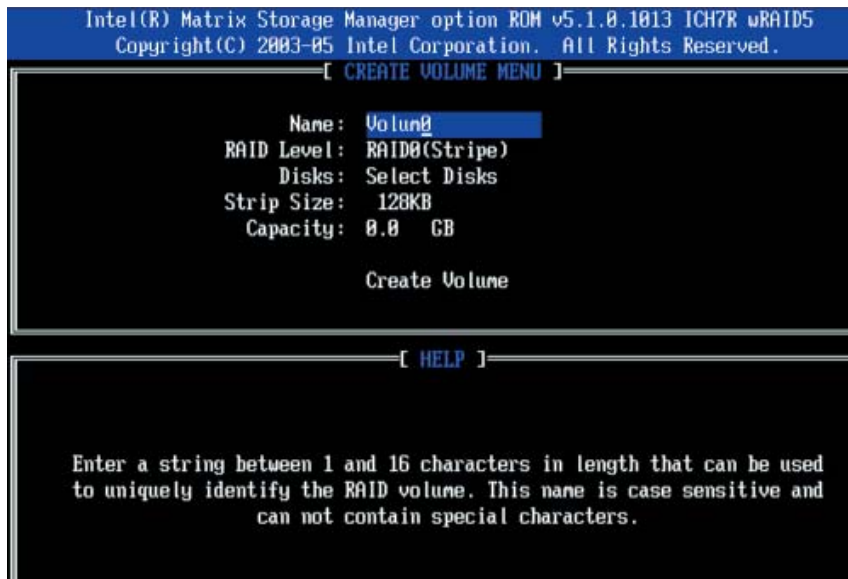 Intel(R) Matrix Storage Manager option ROM v5.1.0.1013 ICH7R wRAID5
Copyright(C) 2003-05 Intel Corporation. All Rights Reserved.
[ CREATE VOLUME MENU ]
Name: Volum0
RAID Level: RAID0(Stripe)
Disks: Select Disks
Strip Size: 128KB
Capacity: 0.0 GB
Create Volume
[ HELP ]
Enter a string between 1 and 16 characters in length that can be used
to uniquely identify the RAID volume. This name is case sensitive and
can not contain special characters.